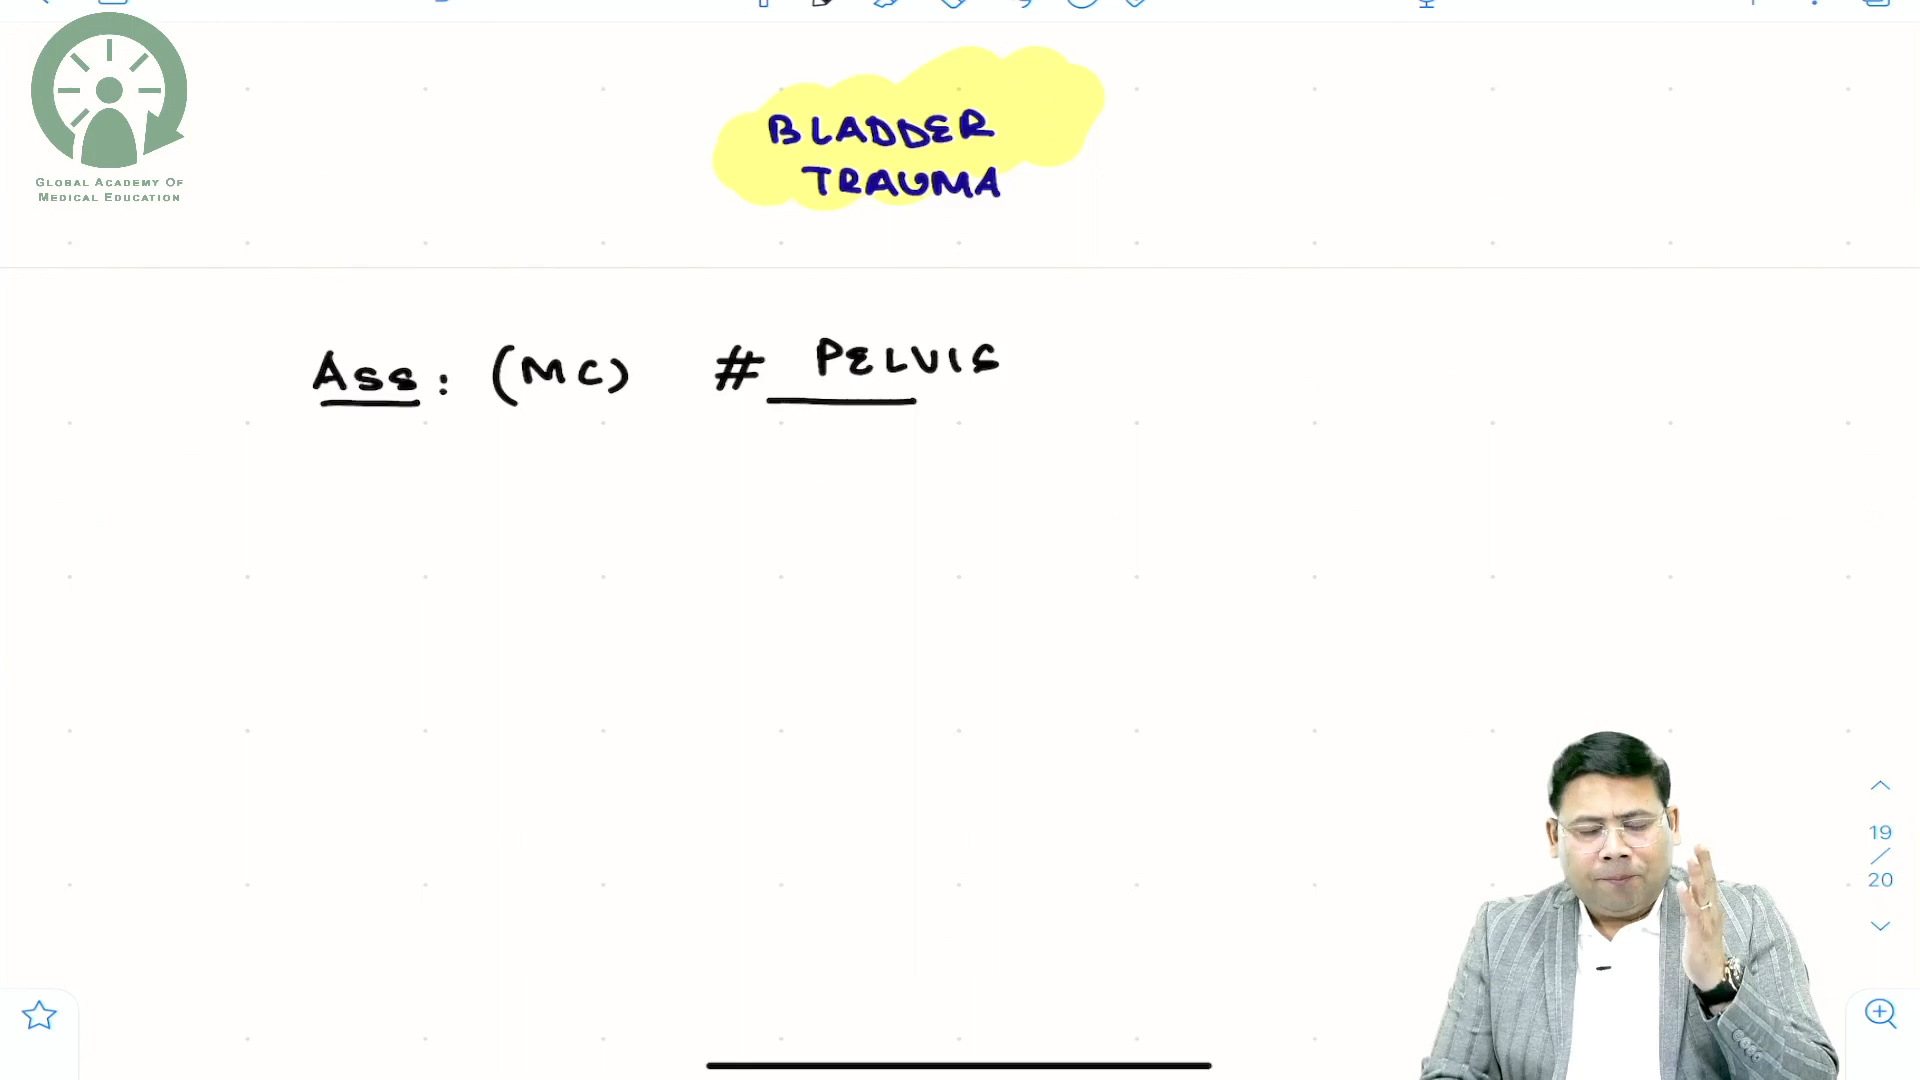 GLOBAL ACADEMY OF
MEDICAL EDUCATION
BLADDER
TRAUMA
ASS : (MC) # PELVIS
19
/
20